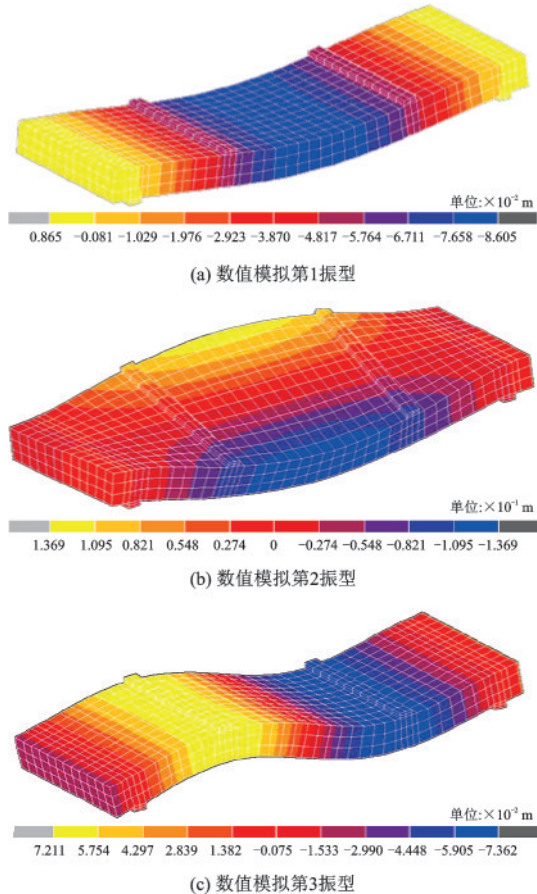 单位:×10⁻² m
0.865 −0.081 −1.029 −1.976 −2.923 −3.870 −4.817 −5.764 −6.711 −7.658 −8.605
(a) 数值模拟第1振型
单位:×10⁻¹ m
1.369 1.095 0.821 0.548 0.274 0 −0.274 −0.548 −0.821 −1.095 −1.369
(b) 数值模拟第2振型
单位:×10⁻² m
7.211 5.754 4.297 2.839 1.382 −0.075 −1.533 −2.990 −4.448 −5.905 −7.362
(c) 数值模拟第3振型